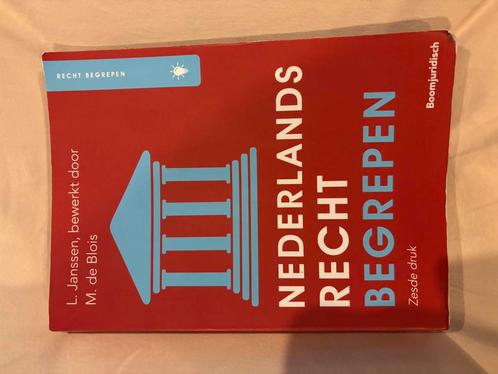 RECHT BEGREPEN
L. Janssen, bewerkt door
M. de Blois
NEDERLANDS
RECHT
BEGREPEN
Zesde druk
Boomjuridisch